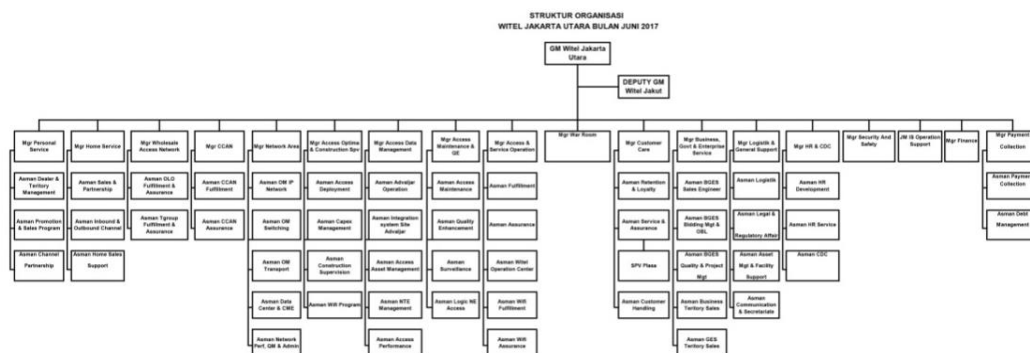 STRUKTUR ORGANISASI
WITEL JAKARTA UTARA BULAN JUNI 2017
GM Witel Jakarta
Utara
DEPUTY GM
Witel Jakut
Mgr Personal
Service
Mgr Home Service
Mgr Wholesale
Access Network
Mgr CCAN
Mgr Network Area
Mgr Access Optima
& Construction Spv
Mgr Access Data
Management
Mgr Access
Maintenance &
GE
Mgr Access &
Service Operation
Mgr War Room
Mgr Customer
Care
Mgr Business,
Govt & Enterprise
Service
Mgr Logistik &
General Support
Mgr HR & CDC
Mgr Security And
Safety
JM IS Operation
Support
Mgr Finance
Mgr Payment
Collection
Asman Dealer &
Teritory
Management
Asman Sales &
Partnership
Asman OLO
Fulfillment &
Assurance
Asman CCAN
Fulfillment
Asman OM IP
Network
Asman Access
Deployment
Asman Advaljar
Operation
Asman Access
Maintenance
Asman Fulfillment
Asman Retention
& Loyalty
Asman BGES
Sales Engineer
Asman Logistik
Asman HR
Development
Asman Payment
Collection
Asman Promotion
& Sales Program
Asman Inbound &
Outbound Channel
Asman Tgroup
Fulfillment &
Assurance
Asman CCAN
Assurance
Asman OM
Switching
Asman Capex
Management
Asman Integration
system Site
Advaljar
Asman Quality
Enhancement
Asman Assurance
Asman Service &
Assurance
Asman BGES
Bidding Mgt &
OBL
Asman Legal &
Regulatory Affair
Asman HR Service
Asman Debt
Management
Asman Channel
Partnership
Asman Home Sales
Support
Asman OM
Transport
Asman
Construction
Supervision
Asman Access
Asset Management
Asman
Surveillance
Asman Witel
Operation Center
SPV Plasa
Asman BGES
Quality & Project
Mgt
Asman Asset
Mgt & Facility
Support
Asman CDC
Asman Data
Center & CME
Asman Wifi Program
Asman NTE
Management
Asman Logic NE
Access
Asman Wifi
Fulfillment
Asman Customer
Handling
Asman Business
Teritory Sales
Asman
Communication
& Secretariate
Asman Network
Perf, QM & Admin
Asman Access
Performance
Asman Wifi
Assurance
Asman GES
Teritory Sales